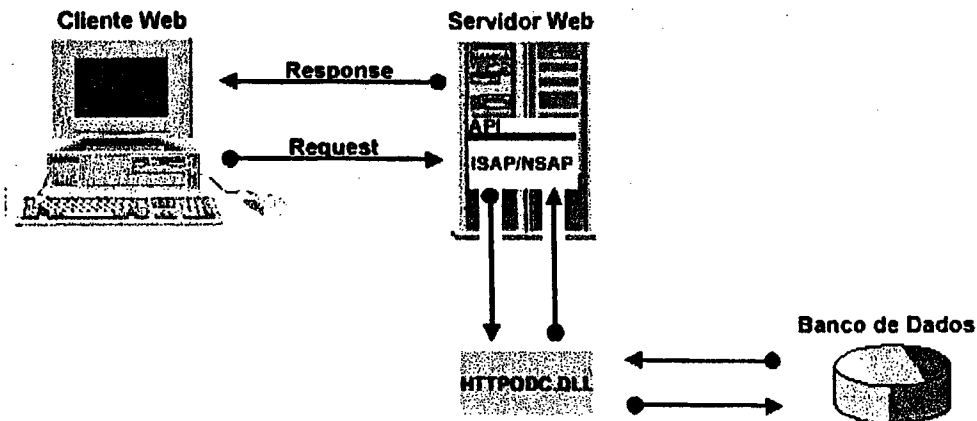 Cliente Web
Servidor Web
Response
API
Request
ISAP/NSAP
Banco de Dados
HTTPODC.DLL